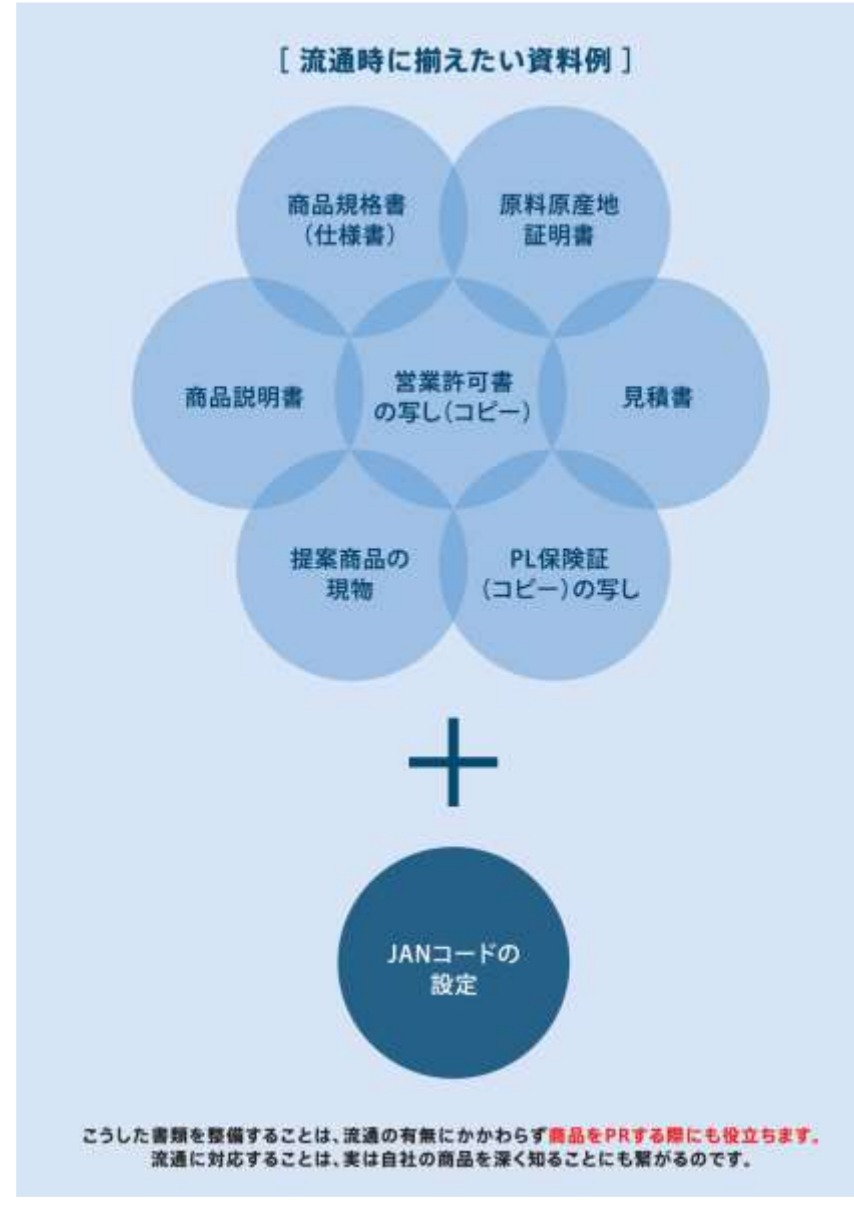 [ 流通時に揃えたい資料例 ]
商品規格書
(仕様書)
原料原産地
証明書
商品説明書
営業許可書
の写し(コピー)
見積書
提案商品の
現物
PL保険証
(コピー)の写し
JANコードの
設定
こうした書類を整備することは、流通の有無にかかわらず商品をPRする際にも役立ちます。
流通に対応することは、実は自社の商品を深く知ることにも繋がるのです。